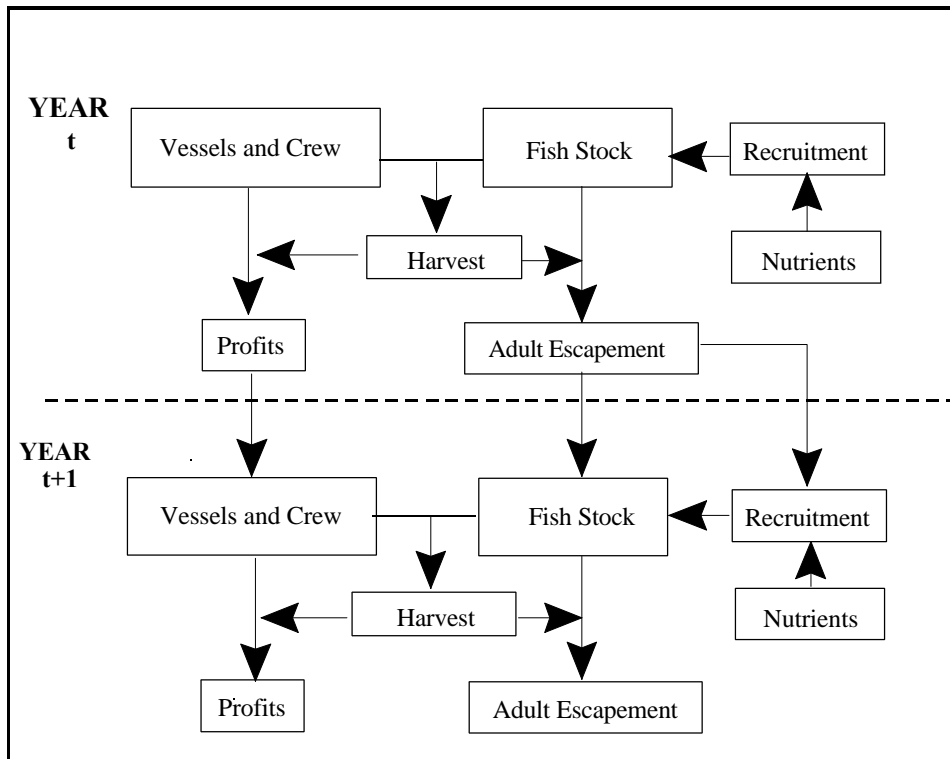 YEAR
t
Vessels and Crew
Fish Stock
Recruitment
Harvest
Nutrients
Profits
Adult Escapement
YEAR
t+1
Vessels and Crew
Fish Stock
Recruitment
Harvest
Nutrients
Profits
Adult Escapement